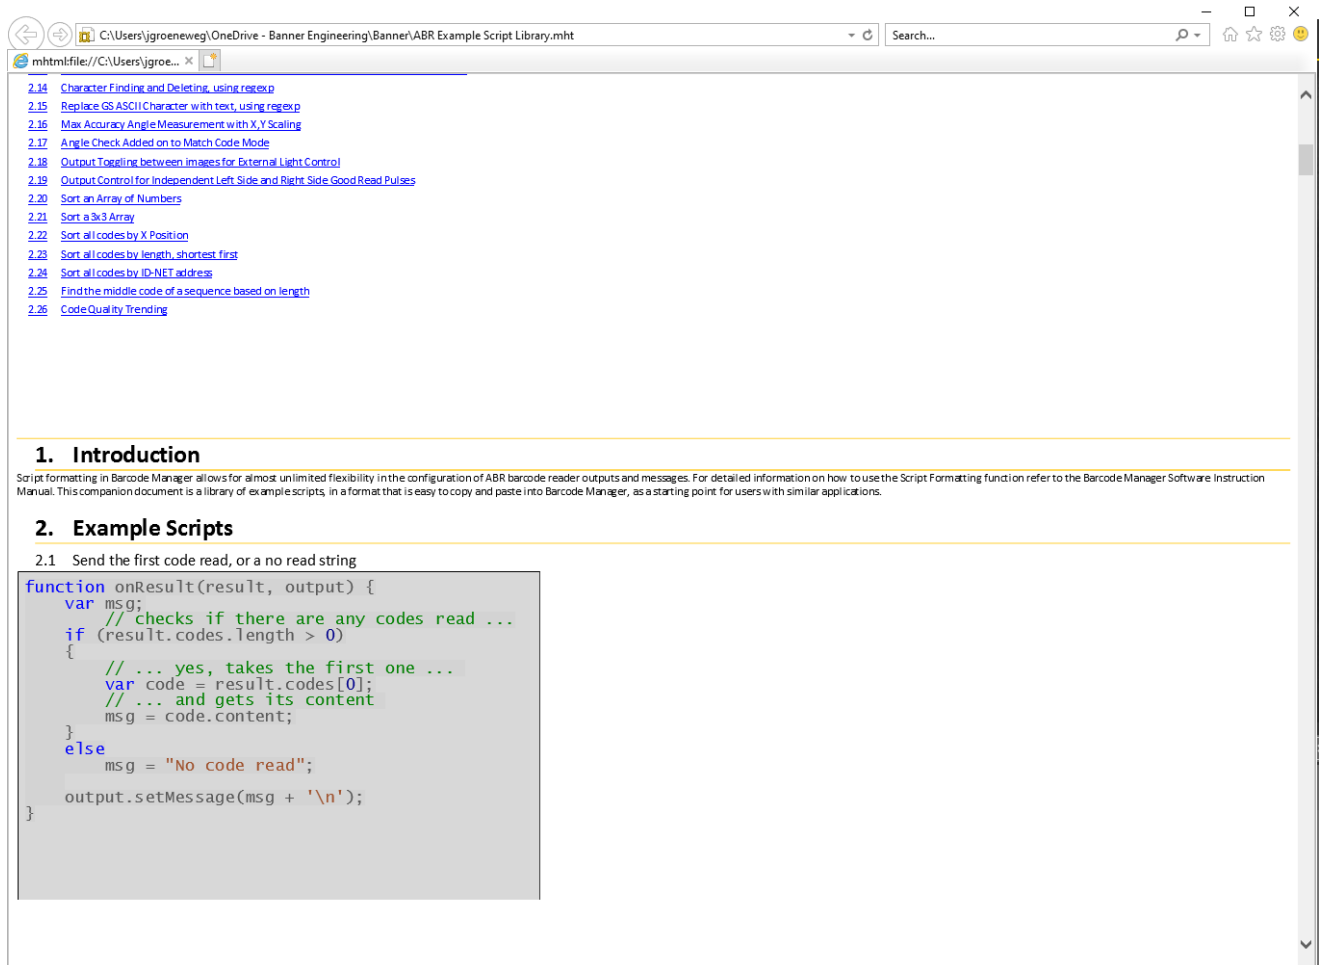 C:\Users\jgroeneweg\OneDrive - Banner Engineering\Banner\ABR Example Script Library.mht
Search...
mhtml:file://C:\Users\jgroe...
2.14 Character Finding and Deleting, using regexp
2.15 Replace GS ASCII Character with text, using regexp
2.16 Max Accuracy Angle Measurement with X,Y Scaling
2.17 Angle Check Added on to Match Code Mode
2.18 Output Toggling between images for External Light Control
2.19 Output Control for Independent Left Side and Right Side Good Read Pulses
2.20 Sort an Array of Numbers
2.21 Sort a 3x3 Array
2.22 Sort all codes by X Position
2.23 Sort all codes by length, shortest first
2.24 Sort all codes by ID-NET address
2.25 Find the middle code of a sequence based on length
2.26 Code Quality Trending
1. Introduction
Script formatting in Barcode Manager allows for almost unlimited flexibility in the configuration of ABR barcode reader outputs and messages. For detailed information on how to use the Script Formatting function refer to the Barcode Manager Software Instruction
Manual. This companion document is a library of example scripts, in a format that is easy to copy and paste into Barcode Manager, as a starting point for users with similar applications.
2. Example Scripts
2.1 Send the first code read, or a no read string
function onResult(result, output) {
var msg;
// checks if there are any codes read ...
if (result.codes.length > 0)
{
// ... yes, takes the first one ...
var code = result.codes[0];
// ... and gets its content
msg = code.content;
}
else
msg = "No code read";
output.setMessage(msg + '\n');
}